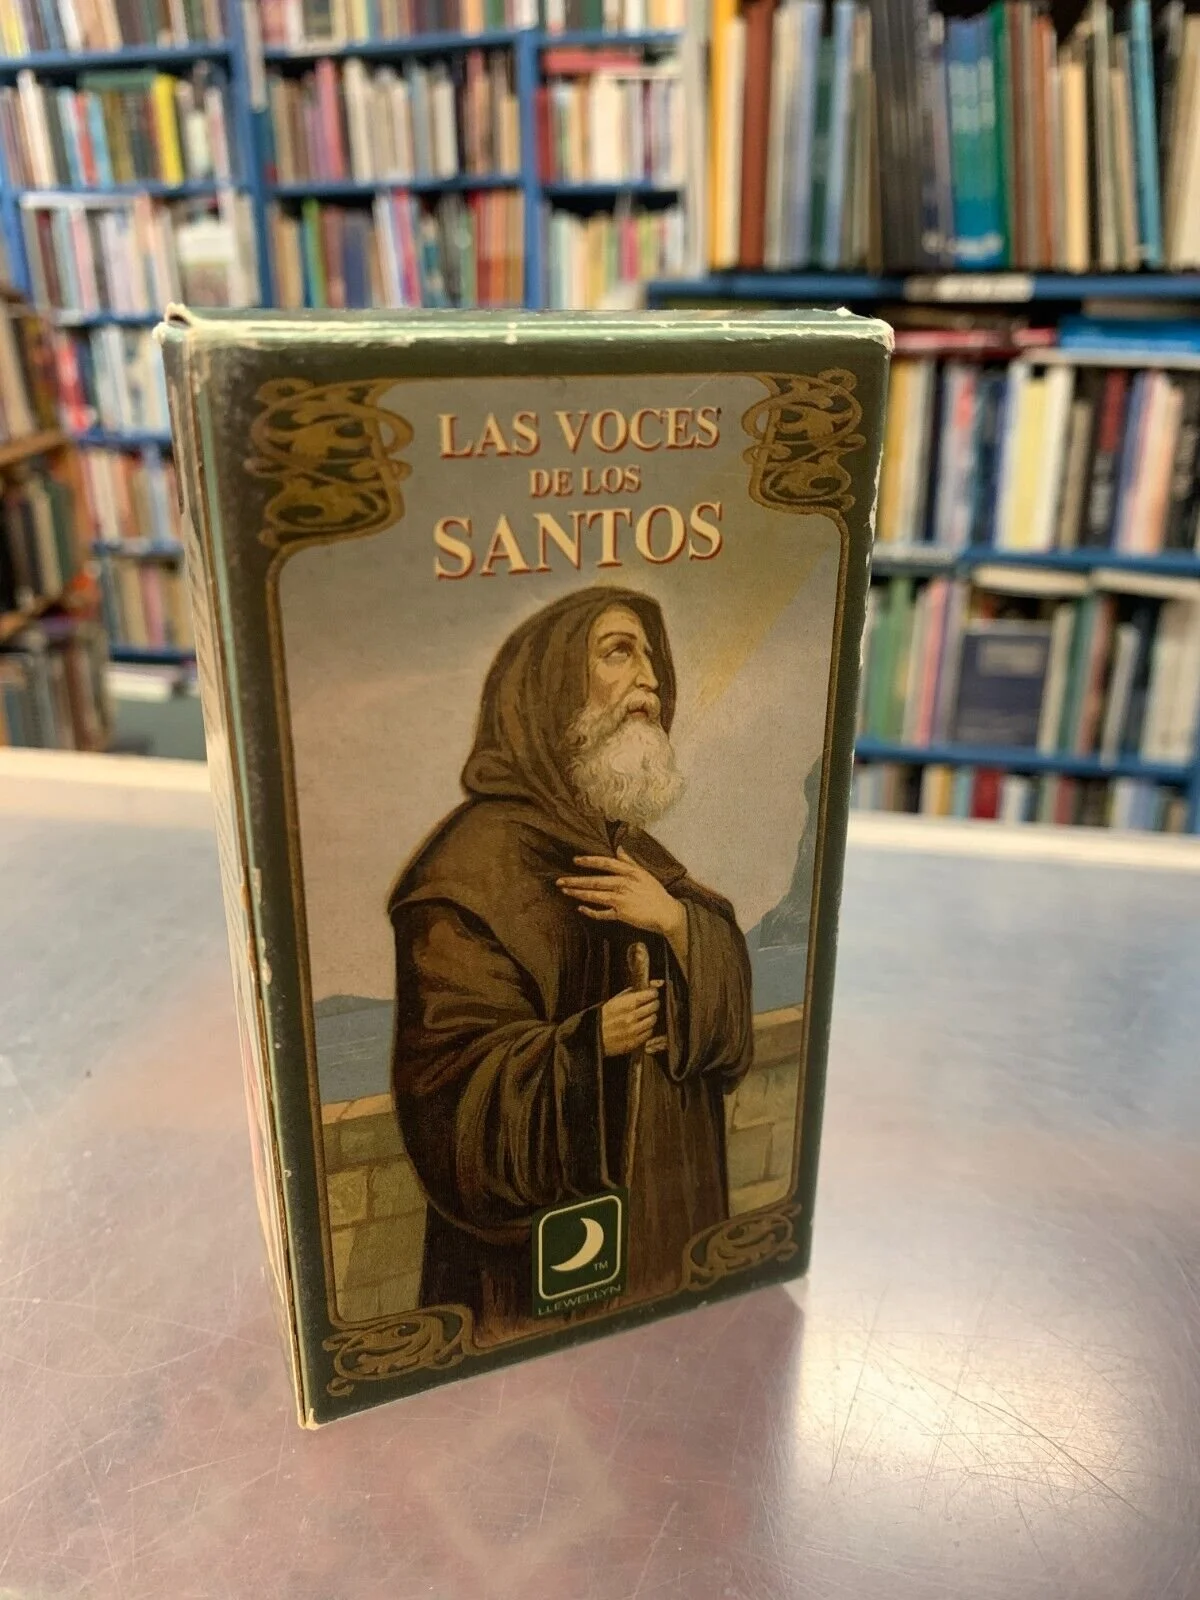 LAS VOCES
DE LOS
SANTOS
TM
LLEWELLYN